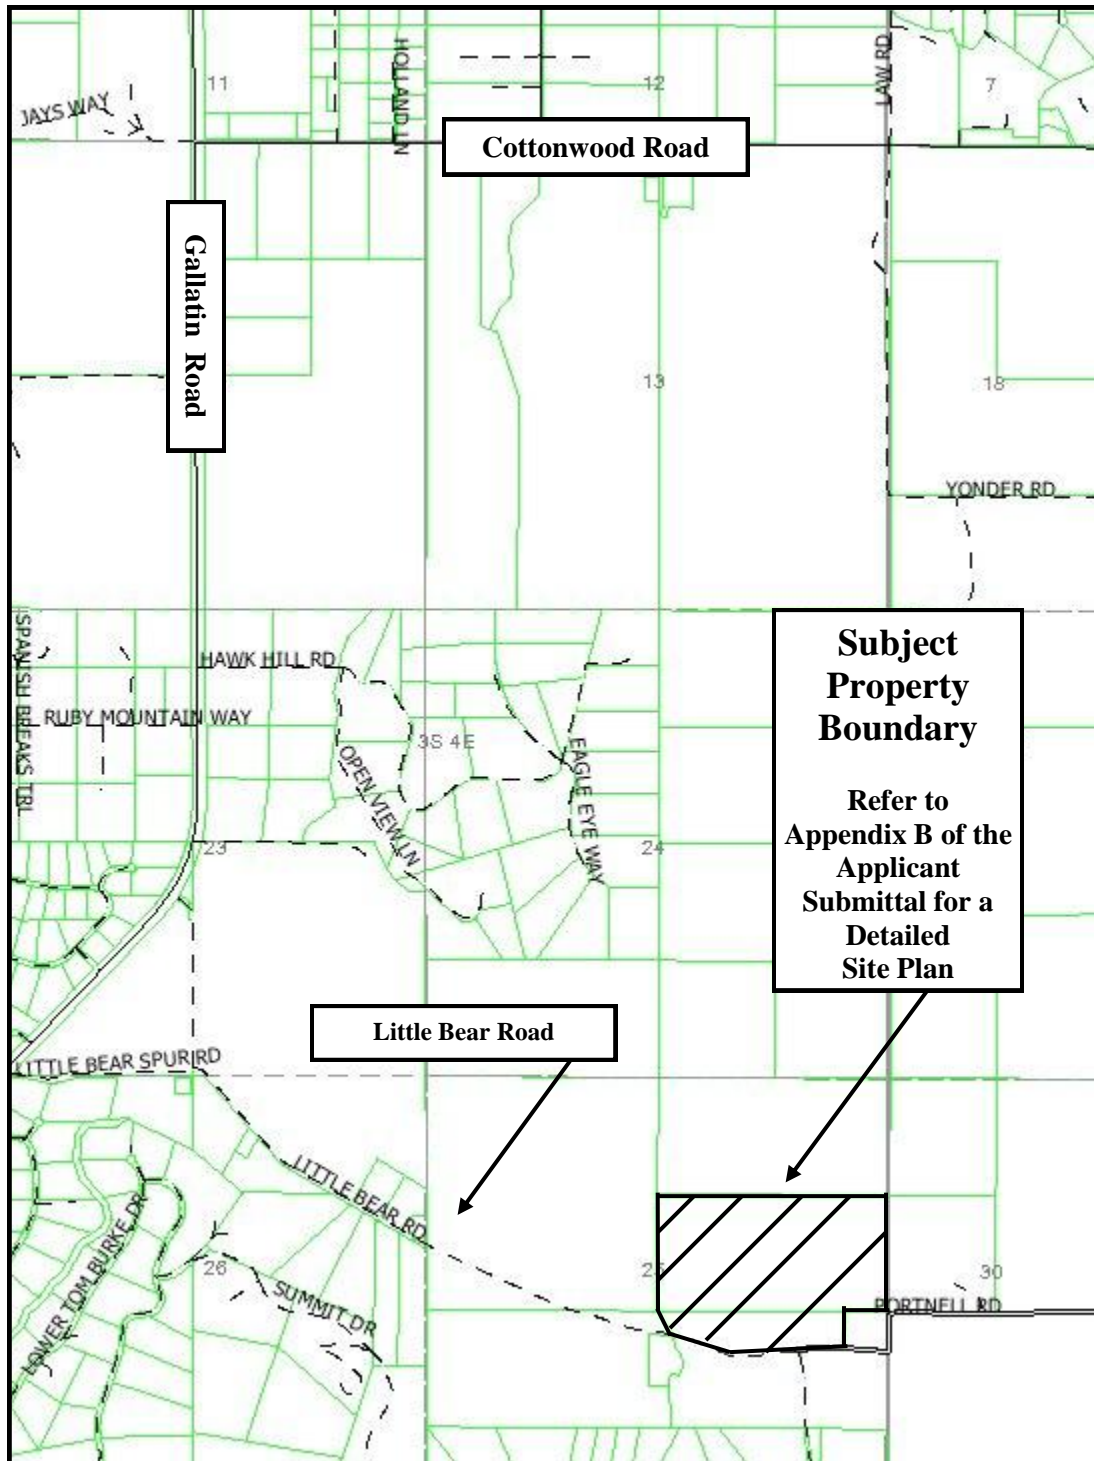 11
12
7
JAYS WAY
HOLLAND LN
LAW RD
Cottonwood Road
Gallatin Road
13
18
YONDER RD
SPANISH BREAKS TRL
HAWK HILL RD
RUBY MOUNTAIN WAY
3S 4E
OPEN VIEW LN
EAGLE EYE WAY
23
24
Subject
Property
Boundary
Refer to
Appendix B of the
Applicant
Submittal for a
Detailed
Site Plan
Little Bear Road
LITTLE BEAR SPUR RD
LITTLE BEAR RD
LOWER TOM BURKE DR
26
SUMMIT DR
25
30
PORTNELL RD